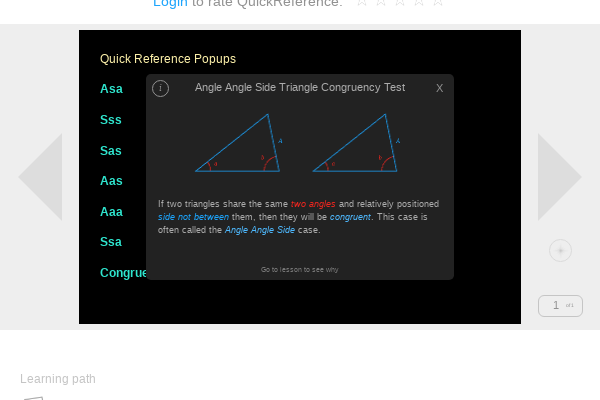 Login to rate QuickReference.
Quick Reference Popups
Asa
Sss
Sas
Aas
Aaa
Ssa
Congrue
i
Angle Angle Side Triangle Congruency Test
X
If two triangles share the same two angles and relatively positioned
side not between them, then they will be congruent. This case is
often called the Angle Angle Side case.
Go to lesson to see why
1
Learning path